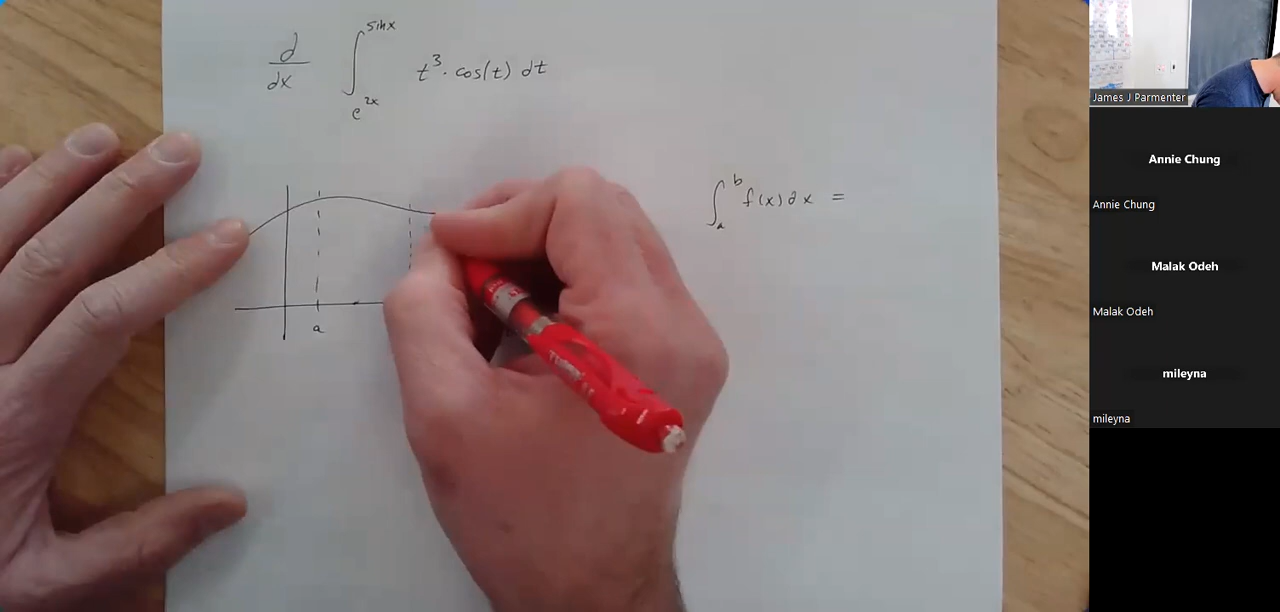 d/dx ∫_{e^{2x}}^{sinx} t³ · cos(t) dt
∫_a^b f(x) dx =
a
James J Parmenter
Annie Chung
Annie Chung
Malak Odeh
Malak Odeh
mileyna
mileyna